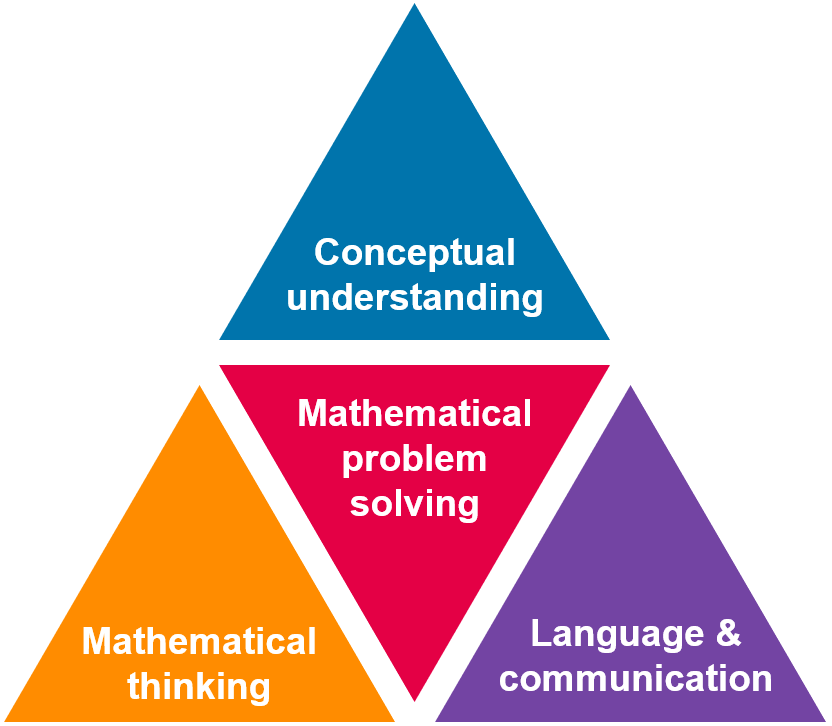 Conceptual
understanding
Mathematical
problem
solving
Mathematical
thinking
Language &
communication